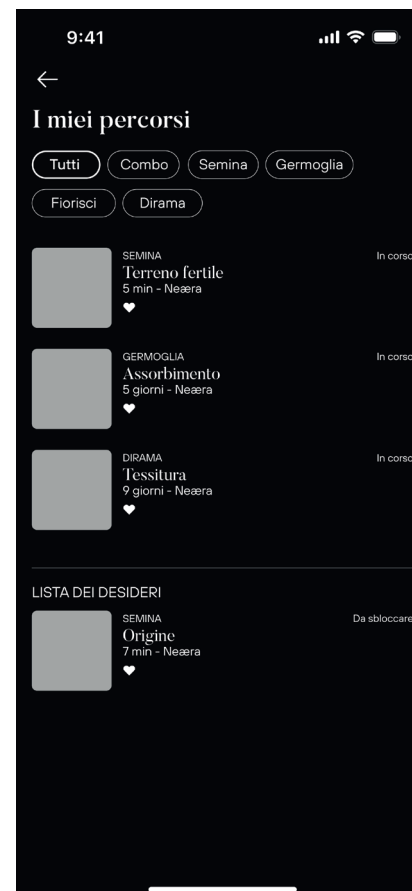 9:41
I miei percorsi
Tutti Combo Semina Germoglia
Fiorisci Dirama
SEMINA In corso
Terreno fertile
5 min - Neæra
GERMOGLIA In corso
Assorbimento
5 giorni - Neæra
DIRAMA In corso
Tessitura
9 giorni - Neæra
LISTA DEI DESIDERI
SEMINA Da sbloccare
Origine
7 min - Neæra